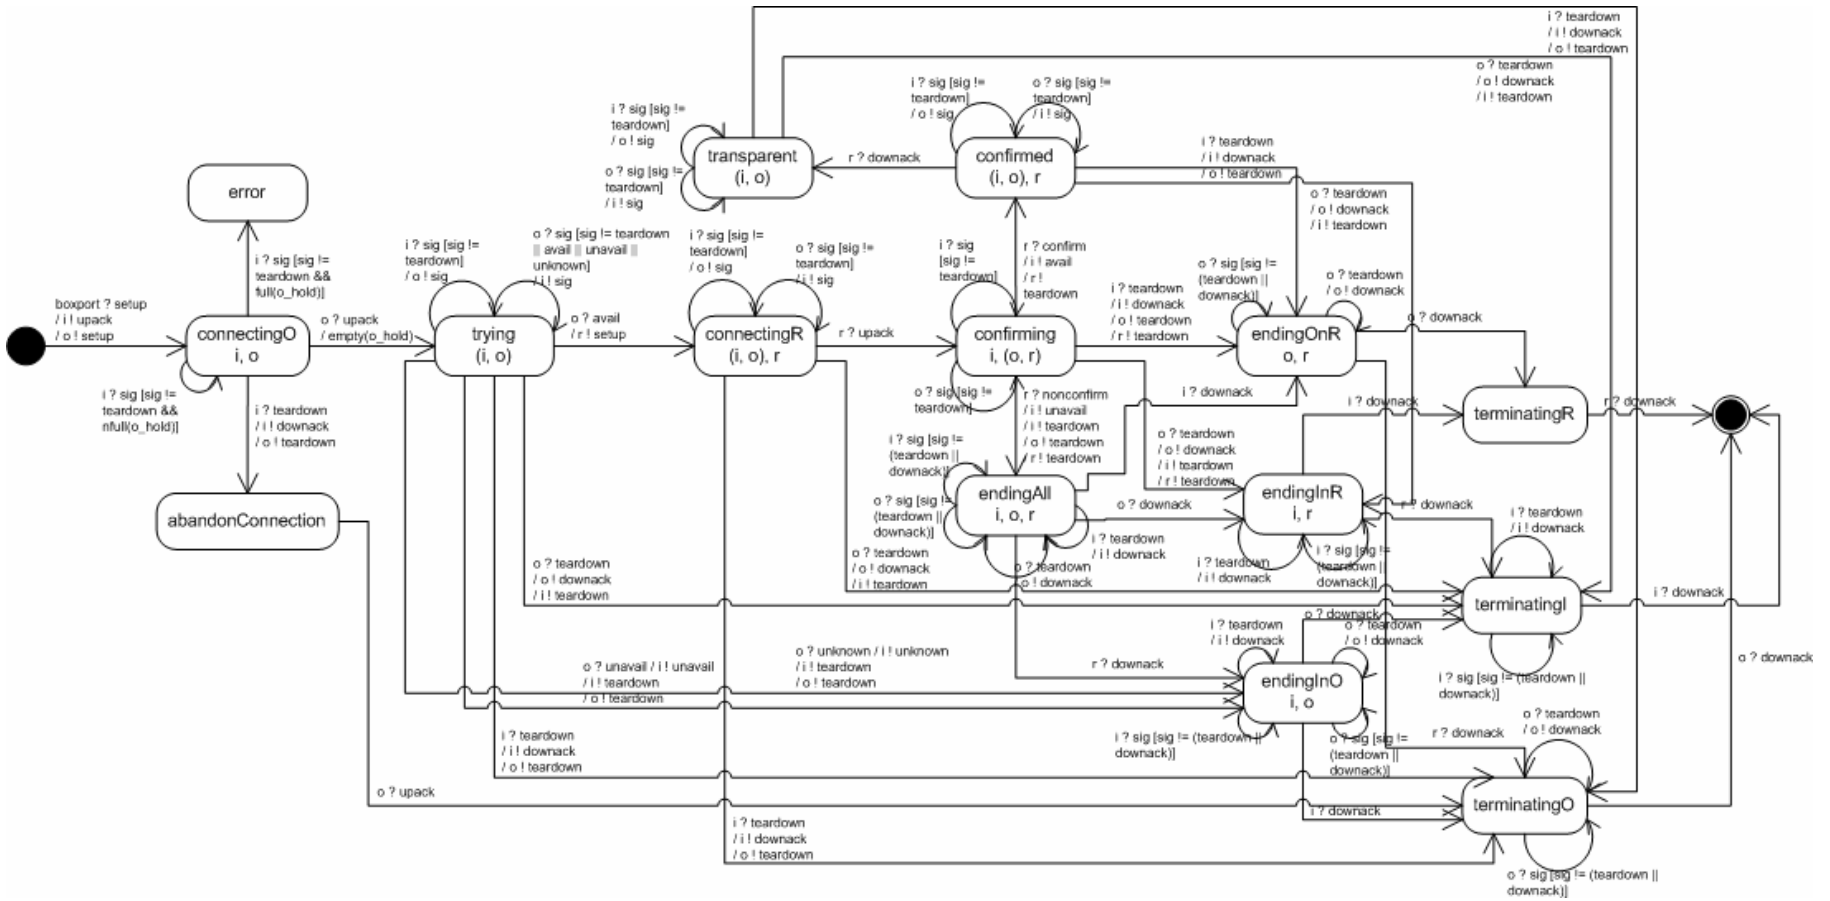 i ? teardown
/ i ! downack
/ o ! teardown
o ? teardown
/ o ! downack
/ i ! teardown
i ? sig [sig !=
teardown]
/ o ! sig
o ? sig [sig !=
teardown]
/ i ! sig
i ? sig [sig !=
teardown]
/ o ! sig
o ? sig [sig !=
teardown]
/ i ! sig
transparent
(i, o)
r ? downack
confirmed
(i, o), r
i ? teardown
/ i ! downack
/ o ! teardown
o ? teardown
/ o ! downack
/ i ! teardown
error
i ? sig [sig !=
teardown &&
full(o_hold)]
i ? sig [sig !=
teardown]
/ o ! sig
o ? sig [sig != teardown
|| avail || unavail ||
unknown]
/ i ! sig
i ? sig [sig !=
teardown]
/ o ! sig
o ? sig [sig !=
teardown]
/ i ! sig
i ? sig
[sig !=
teardown]
r ? confirm
/ i ! avail
/ r !
teardown
o ? sig [sig !=
(teardown ||
downack)]
o ? teardown
/ o ! downack
boxport ? setup
/ i ! upack
/ o ! setup
connectingO
i, o
o ? upack
/ empty(o_hold)
trying
(i, o)
o ? avail
/ r ! setup
connectingR
(i, o), r
r ? upack
confirming
i, (o, r)
i ? teardown
/ i ! downack
/ o ! teardown
/ r ! teardown
endingOnR
o, r
o ? downack
i ? sig [sig !=
teardown &&
nfull(o_hold)]
i ? teardown
/ i ! downack
/ o ! teardown
o ? sig [sig !=
teardown]
r ? nonconfirm
/ i ! unavail
/ i ! teardown
/ o ! teardown
/ r ! teardown
i ? downack
i ? downack
terminatingR
r ? downack
i ? sig [sig !=
(teardown ||
downack)]
o ? teardown
/ o ! downack
/ i ! teardown
/ r ! teardown
abandonConnection
endingAll
i, o, r
o ? sig [sig !=
(teardown ||
downack)]
o ? downack
endingInR
i, r
r ? downack
i ? teardown
/ i ! downack
i ? teardown
/ i ! downack
o ? teardown
/ o ! downack
/ i ! teardown
o ? teardown
/ o ! downack
/ i ! teardown
o ? teardown
o ! downack
i ? teardown
/ i ! downack
i ? sig [sig !=
(teardown ||
downack)]
terminatingI
i ? downack
o ? downack
i ? teardown
/ i ! downack
o ? teardown
/ o ! downack
o ? unavail / i ! unavail
/ i ! teardown
/ o ! teardown
o ? unknown / i ! unknown
/ i ! teardown
/ o ! teardown
r ? downack
endingInO
i, o
i ? sig [sig != (teardown ||
downack)]
o ? downack
i ? teardown
/ i ! downack
/ o ! teardown
i ? sig [sig != (teardown ||
downack)]
o ? sig [sig !=
(teardown ||
downack)]
r ? downack
o ? teardown
/ o ! downack
o ? upack
i ? downack
terminatingO
i ? teardown
/ i ! downack
/ o ! teardown
o ? sig [sig != (teardown ||
downack)]